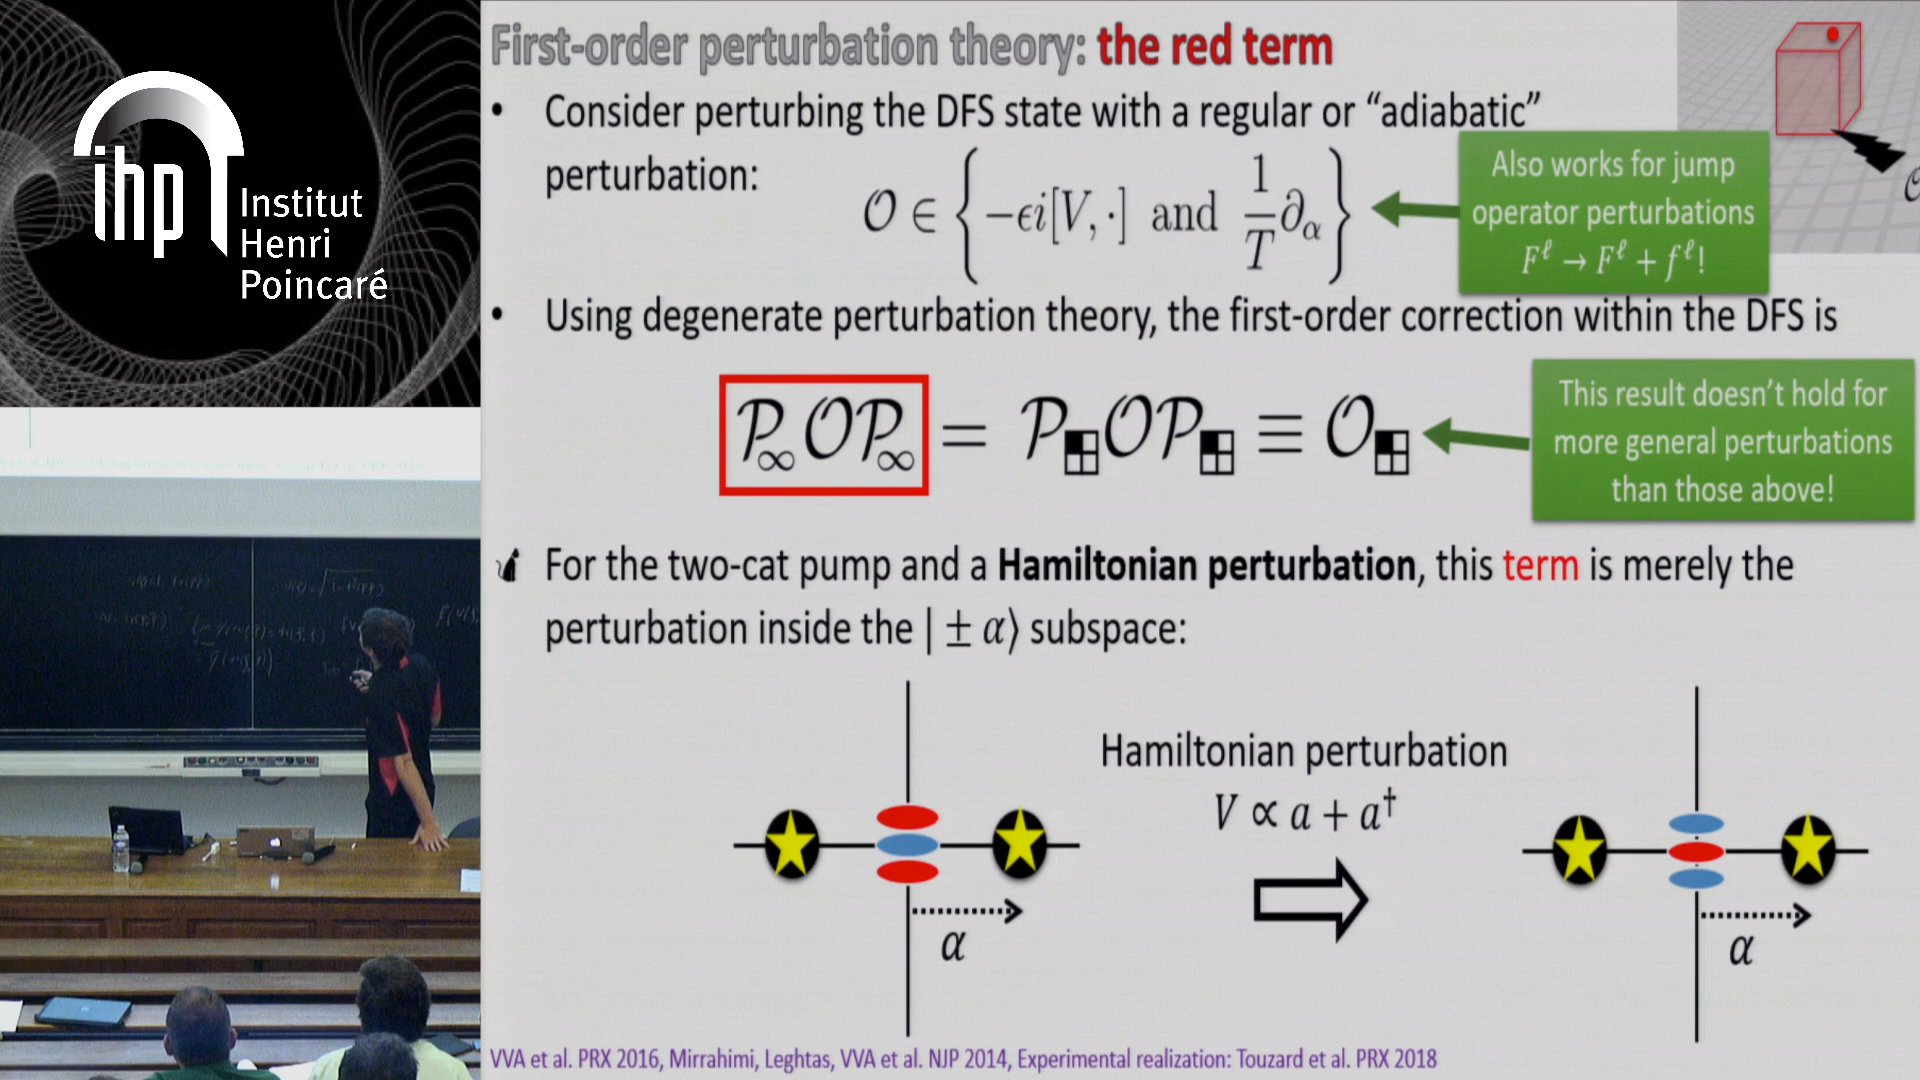 ihp
Institut
Henri
Poincaré
First-order perturbation theory: the red term
• Consider perturbing the DFS state with a regular or “adiabatic”
perturbation:
𝒪 ∈ { −ϵi[V, ·] and 1/T ∂α }
Also works for jump
operator perturbations
Fℓ → Fℓ + fℓ!
• Using degenerate perturbation theory, the first-order correction within the DFS is
𝒫∞𝒪𝒫∞ = 𝒫⬒𝒪𝒫⬒ ≡ 𝒪⬒
This result doesn’t hold for
more general perturbations
than those above!
For the two-cat pump and a Hamiltonian perturbation, this term is merely the
perturbation inside the | ± α⟩ subspace:
Hamiltonian perturbation
V ∝ a + a†
α
α
VVA et al. PRX 2016, Mirrahimi, Leghtas, VVA et al. NJP 2014, Experimental realization: Touzard et al. PRX 2018